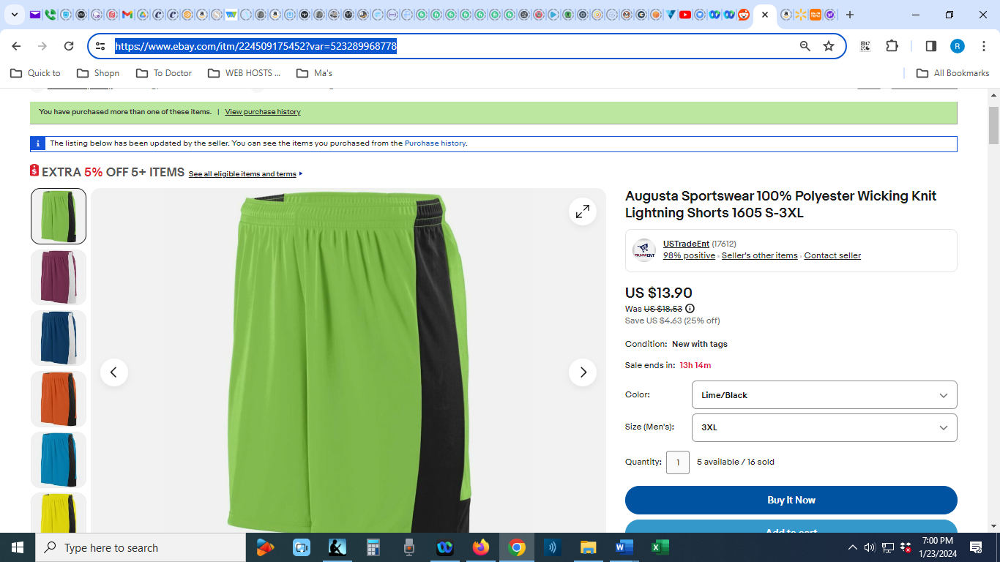 https://www.ebay.com/itm/224509175452?var=523289968778
R
Quick to
Shopn
To Doctor
WEB HOSTS ...
Ma's
All Bookmarks
You have purchased more than one of these items. | View purchase history
The listing below has been updated by the seller. You can see the items you purchased from the Purchase history.
EXTRA 5% OFF 5+ ITEMS See all eligible items and terms
Augusta Sportswear 100% Polyester Wicking Knit
Lightning Shorts 1605 S-3XL
USTradeEnt (17612)
98% positive Seller's other items Contact seller
US $13.90
Was US $18.53
Save US $4.63 (25% off)
Condition: New with tags
Sale ends in: 13h 14m
Color: Lime/Black
Size (Men's): 3XL
Quantity: 1 5 available / 16 sold
Buy It Now
Add to cart
Type here to search
7:00 PM
1/23/2024